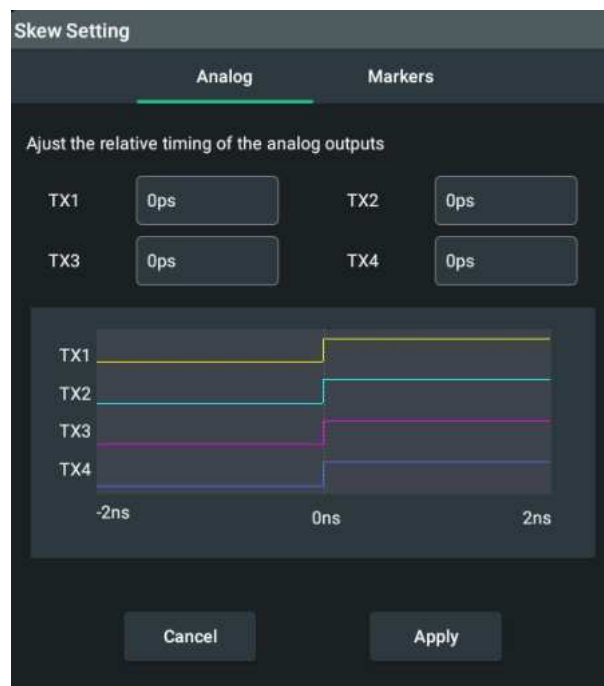 Skew Setting
Analog Markers
Ajust the relative timing of the analog outputs
TX1 0ps TX2 0ps
TX3 0ps TX4 0ps
TX1
TX2
TX3
TX4
-2ns 0ns 2ns
Cancel Apply